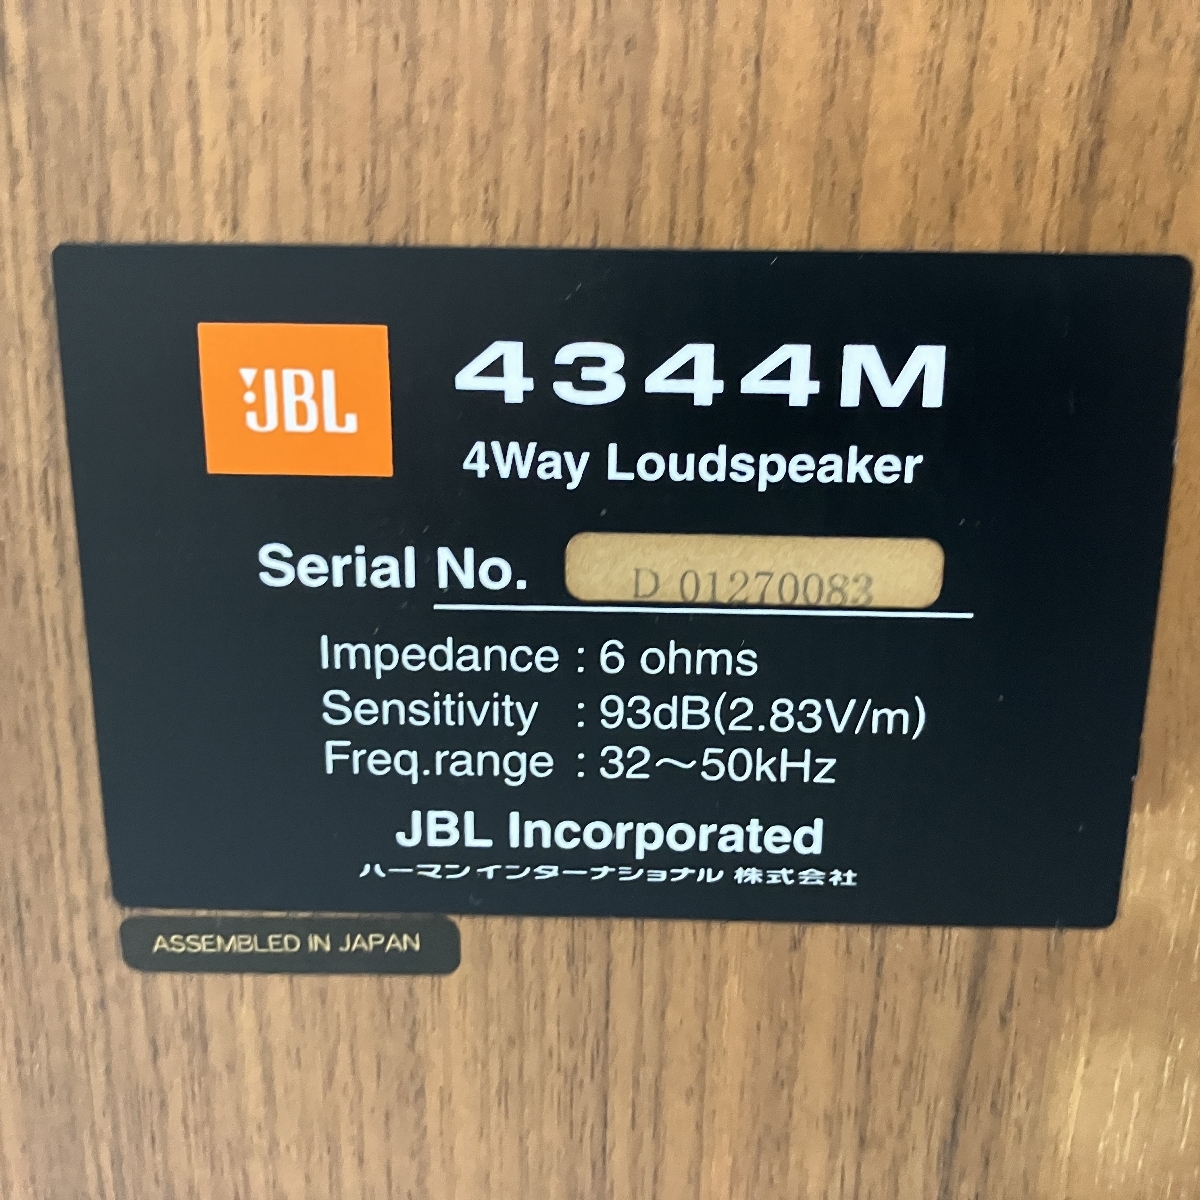 JBL
4344M
4Way Loudspeaker
Serial No. D 01270083
Impedance : 6 ohms
Sensitivity : 93dB(2.83V/m)
Freq.range : 32～50kHz
JBL Incorporated
ハーマンインターナショナル 株式会社
ASSEMBLED IN JAPAN